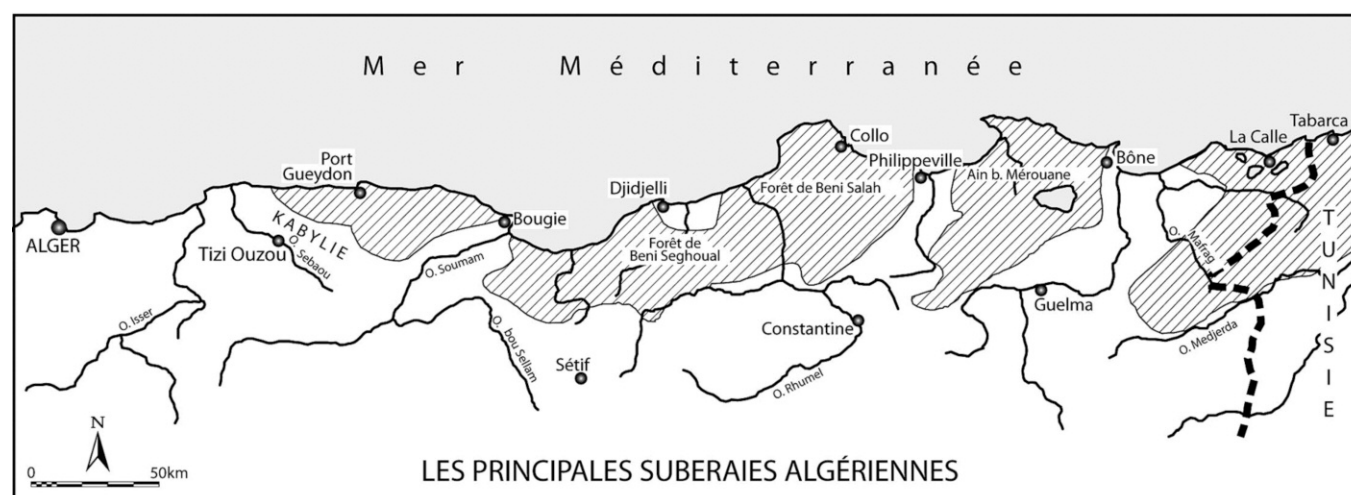 Mer Méditerranée
Tabarca
Collo
La Calle
Port
Gueydon
Philippeville
Bône
Ain b. Mérouane
Djidjelli
Forêt de Beni Salah
Bougie
KABYLIE
ALGER
Tizi Ouzou
O. Sebaou
Forêt de
Beni Seghoual
O. Mafrag
TUNISIE
O. Soumam
Guelma
O. Isser
Constantine
O. Medjerda
O. bou Sellam
Sétif
O. Rhumel
N
0 50km
LES PRINCIPALES SUBERAIES ALGÉRIENNES